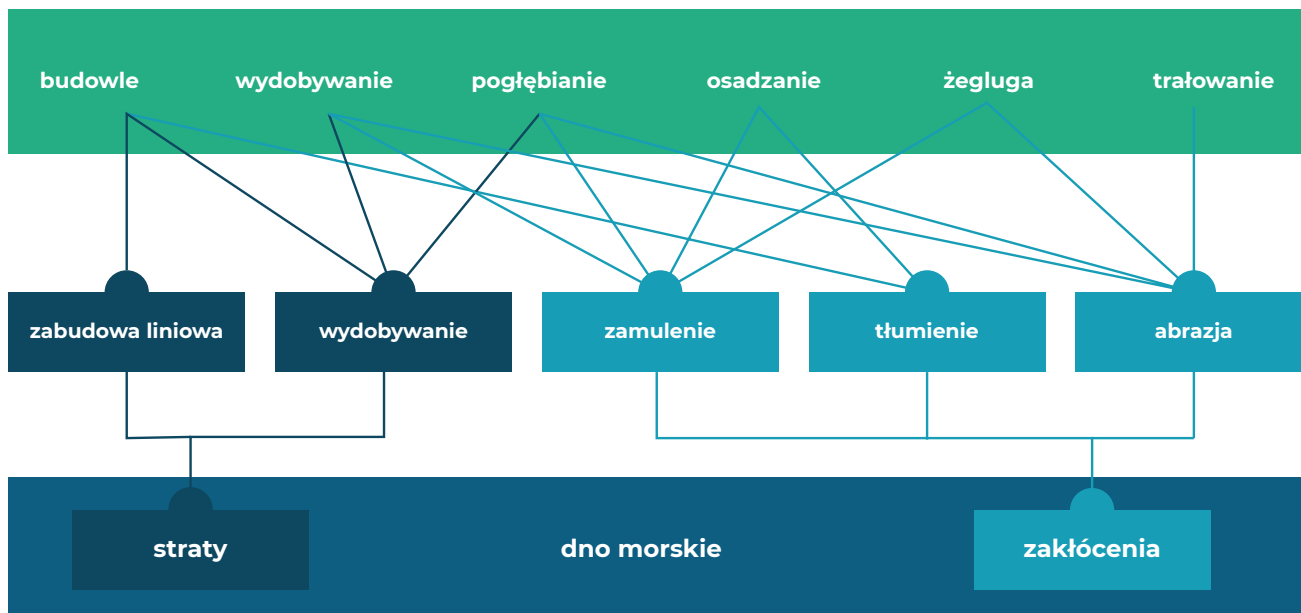 budowle
wydobywanie
pogłębianie
osadzanie
żegluga
trałowanie
zabudowa liniowa
wydobywanie
zamulenie
tłumienie
abrazja
straty
dno morskie
zakłócenia